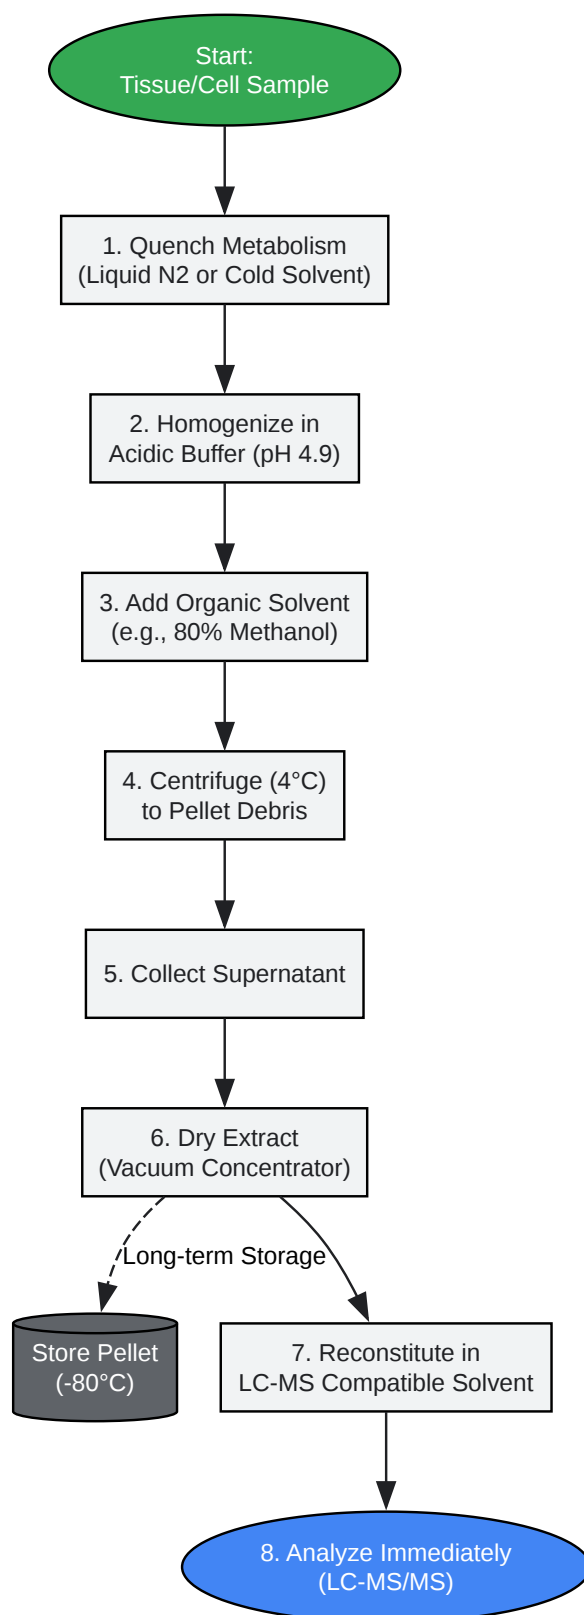 Start:
Tissue/Cell Sample
1. Quench Metabolism
(Liquid N2 or Cold Solvent)
2. Homogenize in
Acidic Buffer (pH 4.9)
3. Add Organic Solvent
(e.g., 80% Methanol)
4. Centrifuge (4°C)
to Pellet Debris
5. Collect Supernatant
6. Dry Extract
(Vacuum Concentrator)
Long-term Storage
Store Pellet
(-80°C)
7. Reconstitute in
LC-MS Compatible Solvent
8. Analyze Immediately
(LC-MS/MS)